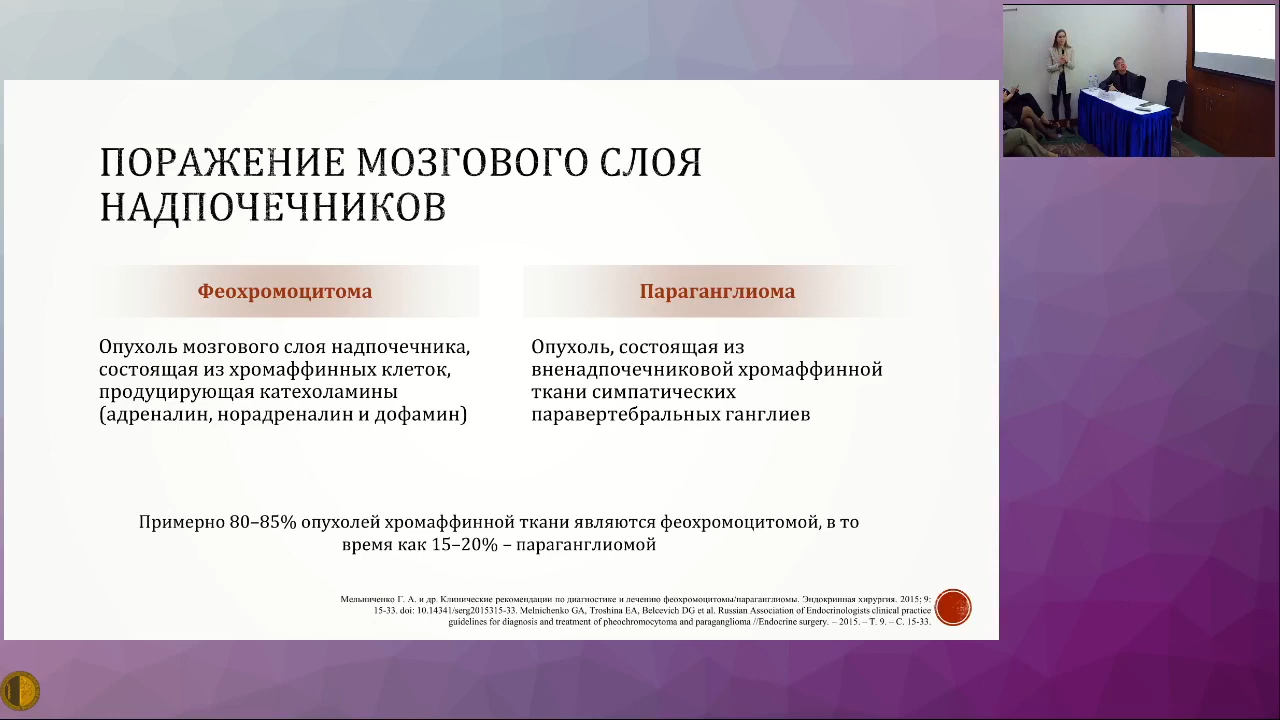 ПОРАЖЕНИЕ МОЗГОВОГО СЛОЯ
НАДПОЧЕЧНИКОВ
Феохромоцитома
Опухоль мозгового слоя надпочечника,
состоящая из хромаффинных клеток,
продуцирующая катехоламины
(адреналин, норадреналин и дофамин)
Параганглиома
Опухоль, состоящая из
вненадпочечниковой хромаффинной
ткани симпатических
паравертебральных ганглиев
Примерно 80–85% опухолей хромаффинной ткани являются феохромоцитомой, в то
время как 15–20% – параганглиомой
Мельниченко Г. А. и др. Клинические рекомендации по диагностике и лечению феохромоцитомы/параганглиомы. Эндокринная хирургия. 2015; 9:
15-33. doi: 10.14341/serg2015315-33. Melnichenko GA, Troshina EA, Belcevich DG et al. Russian Association of Endocrinologists clinical practice
guidelines for diagnosis and treatment of pheochromocytoma and paraganglioma //Endocrine surgery. – 2015. – Т. 9. – С. 15-33.